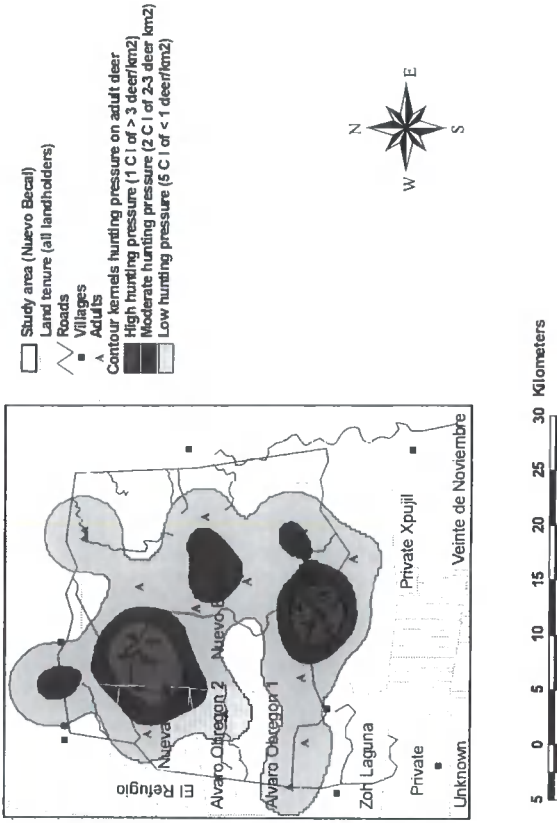 Study area (Nuevo Becal)
Land tenure (all landholders)
Roads
Villages
Adults
Contour kernels hunting pressure on adult deer
High hunting pressure (1 C I of > 3 deer/km2)
Moderate hunting pressure (2 C I of 2-3 deer km2)
Low hunting pressure (5 C I of < 1 deer/km2)
N
W E
S
El Refugio
Nueva
Nuevo
Alvaro Obregon 2
Alvaro Obregon 1
Zoh Laguna
Private Xpujil
Private
Unknown
Veinte de Noviembre
5 0 5 10 15 20 25 30 Kilometers